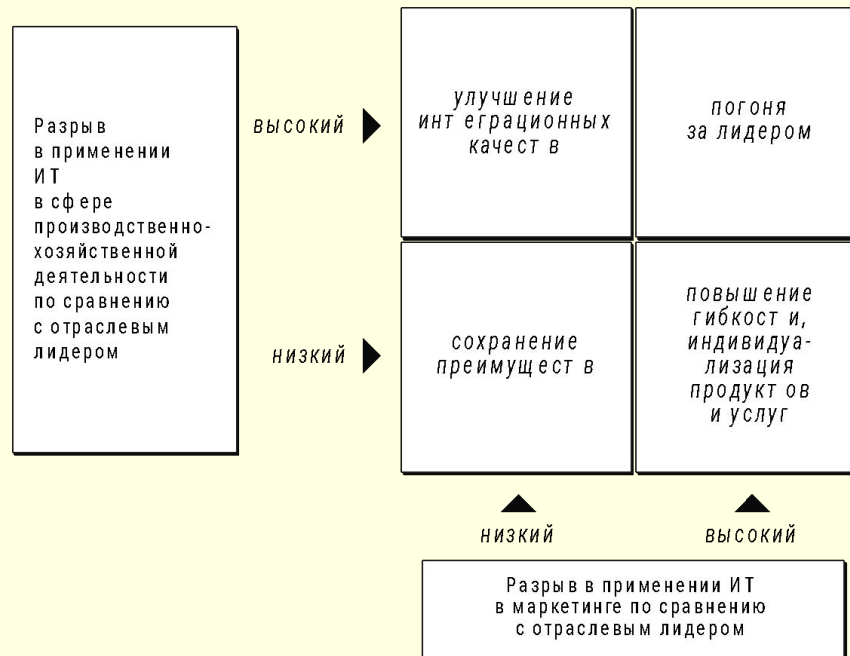 Разрыв
в применении
ИТ
в сфере
производственно-
хозяйственной
деятельности
по сравнению
с отраслевым
лидером
высокий
улучшение
интеграционных
качеств
погоня
за лидером
низкий
сохранение
преимуществ
повышение
гибкости,
индивидуа-
лизация
продуктов
и услуг
низкий
высокий
Разрыв в применении ИТ
в маркетинге по сравнению
с отраслевым лидером